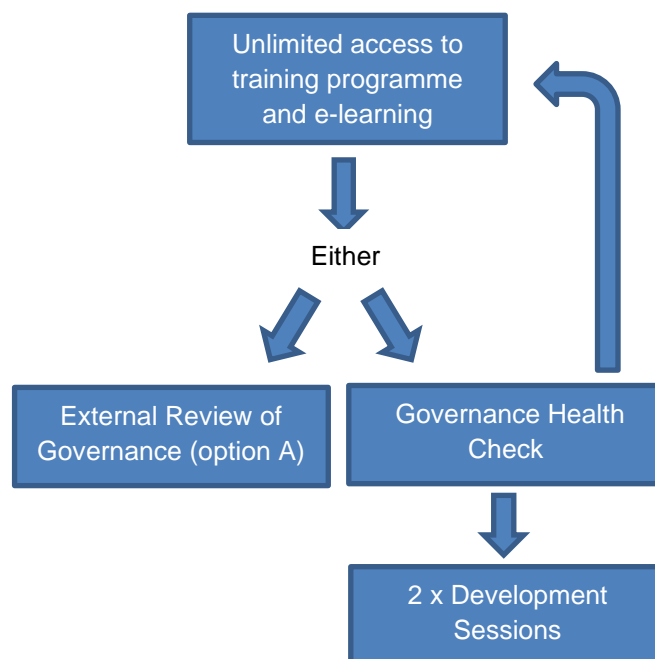 Unlimited access to
training programme
and e-learning
Either
External Review of
Governance (option A)
Governance Health
Check
2 x Development
Sessions